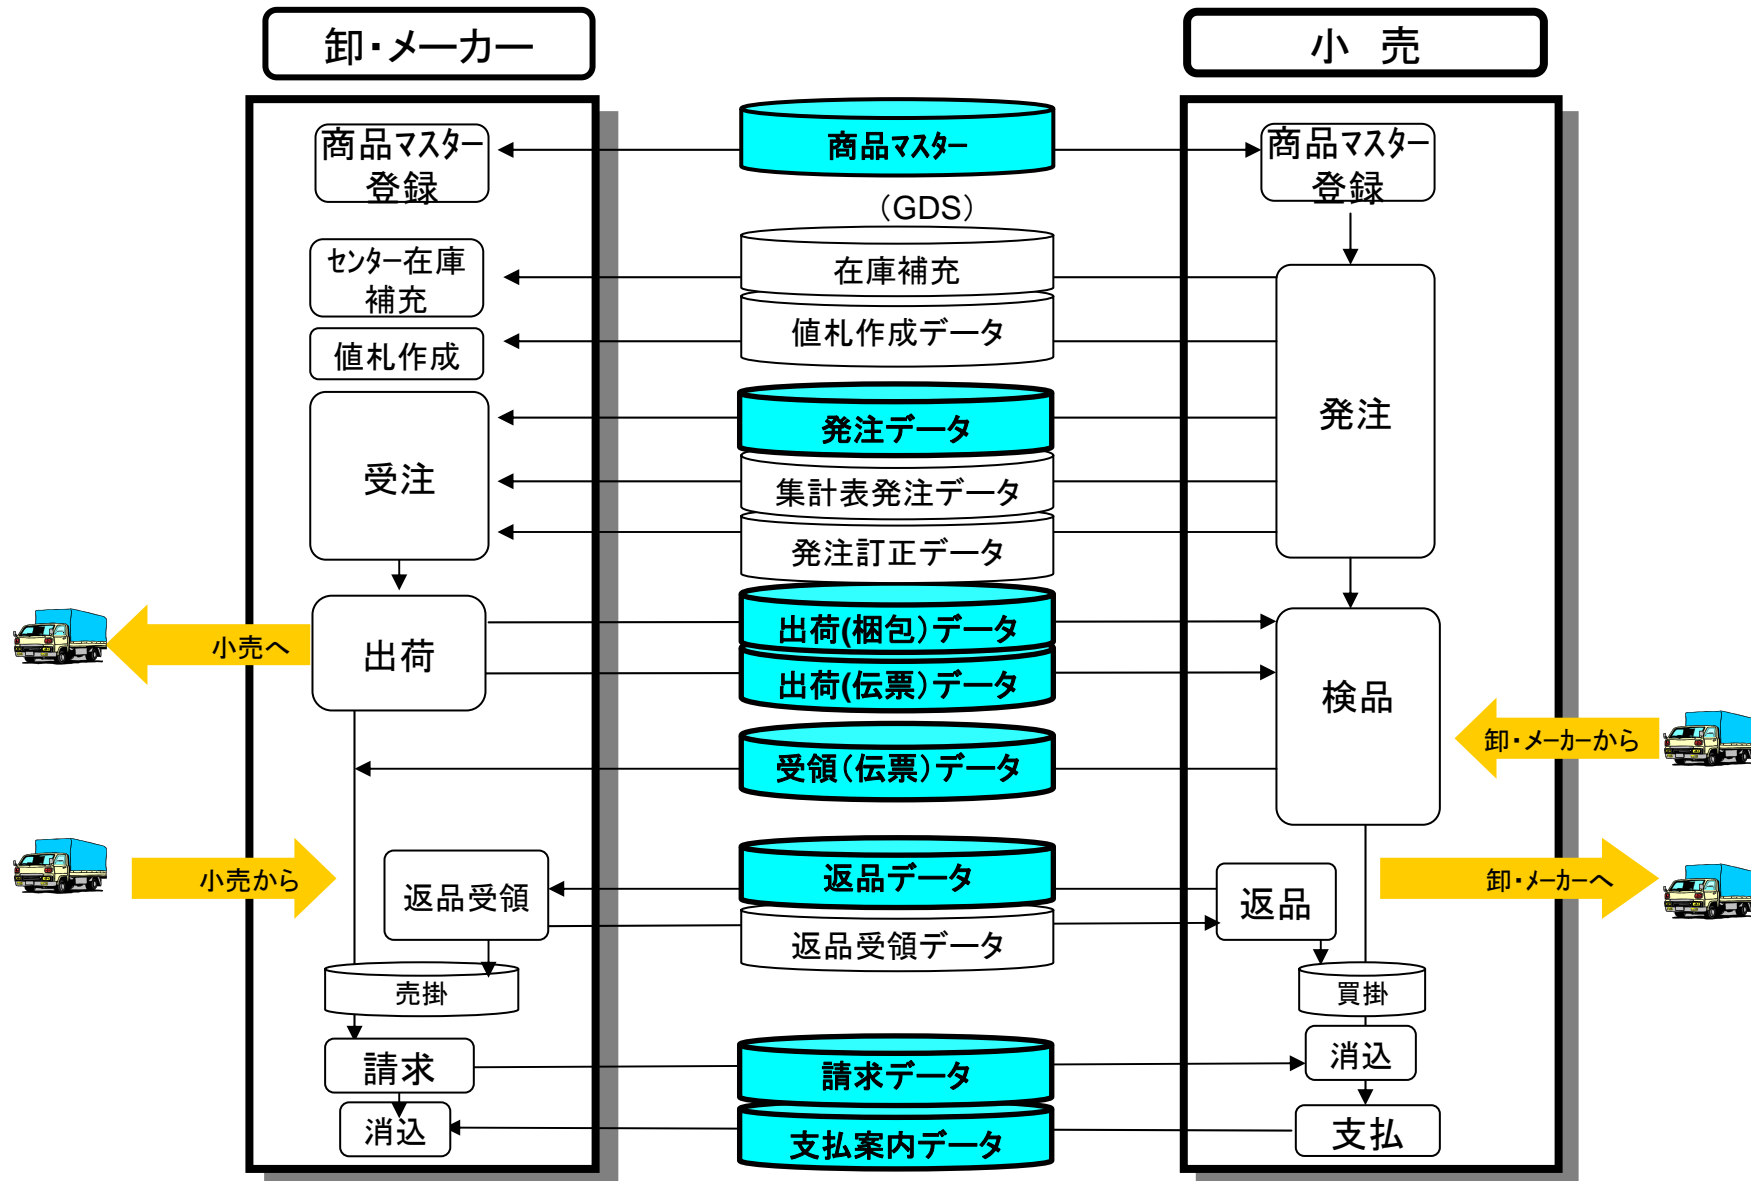 卸・メーカー
小　売
商品マスター
登録
商品マスター
商品マスター
登録
（GDS）
センター在庫
補充
在庫補充
値札作成
値札作成データ
発注
受注
発注データ
集計表発注データ
発注訂正データ
小売へ
出荷
出荷(梱包）データ
出荷(伝票）データ
検品
卸・メーカーから
受領（伝票）データ
小売から
返品受領
返品データ
返品
卸・メーカーへ
返品受領データ
売掛
買掛
請求
請求データ
消込
消込
支払案内データ
支払